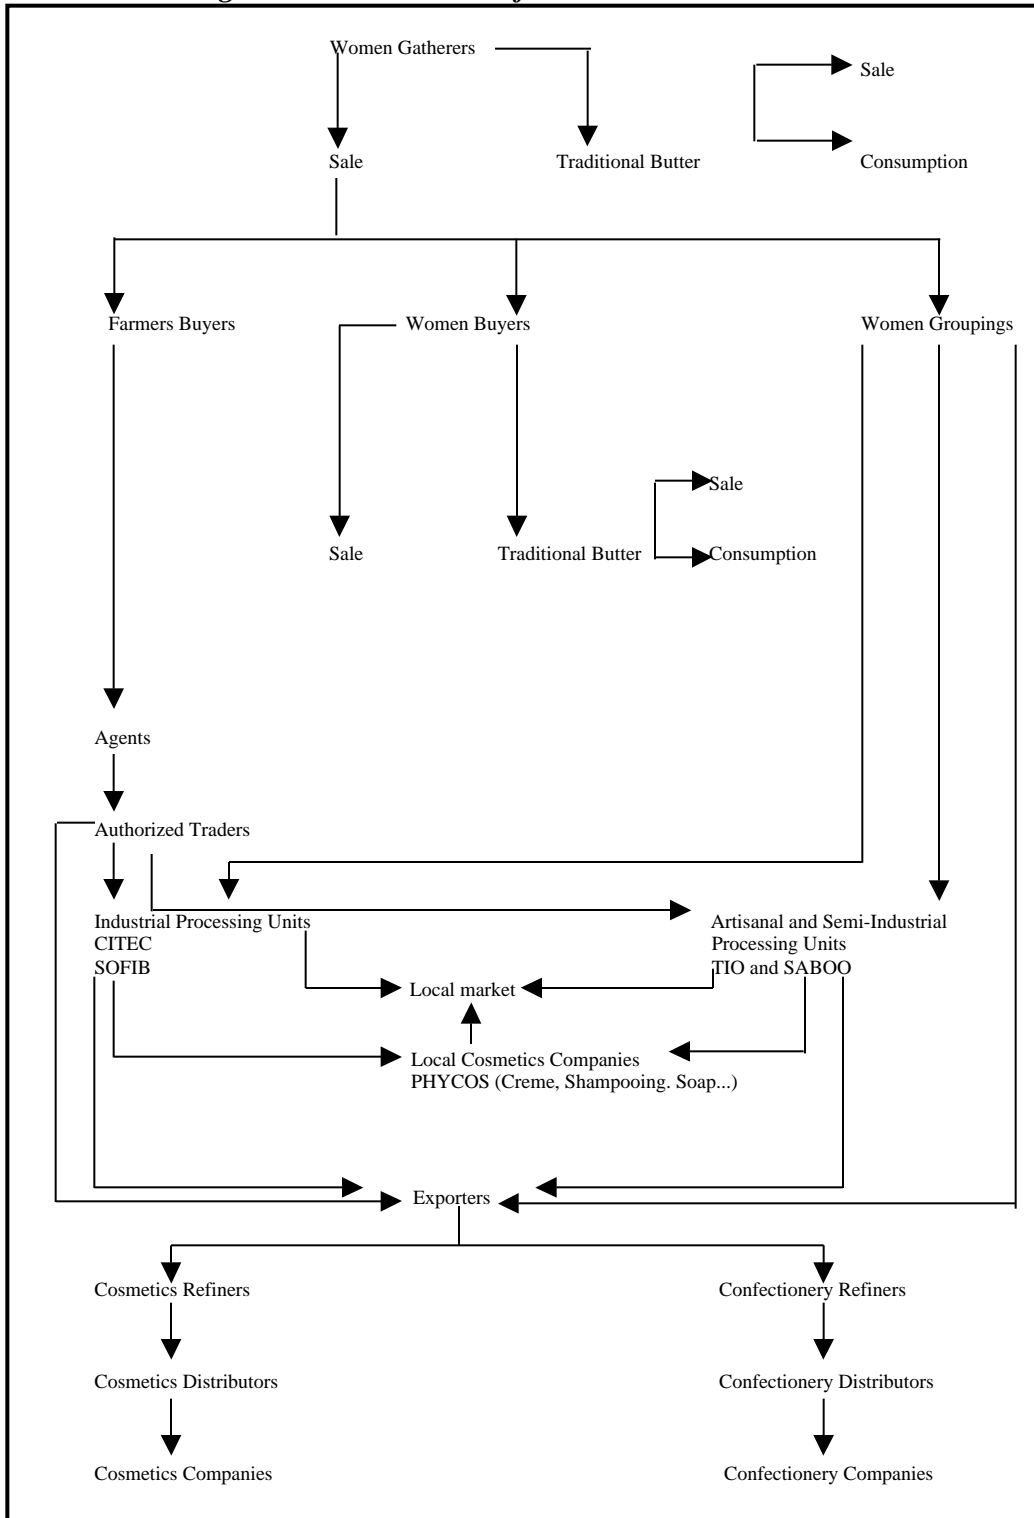 Women Gatherers
Sale
Sale
Traditional Butter
Consumption
Farmers Buyers
Women Buyers
Women Groupings
Sale
Sale
Traditional Butter
Consumption
Agents
Authorized Traders
Industrial Processing Units
CITEC
SOFIB
Artisanal and Semi-Industrial
Processing Units
TIO and SABOO
Local market
Local Cosmetics Companies
PHYCOS (Creme, Shampooing. Soap...)
Exporters
Cosmetics Refiners
Confectionery Refiners
Cosmetics Distributors
Confectionery Distributors
Cosmetics Companies
Confectionery Companies